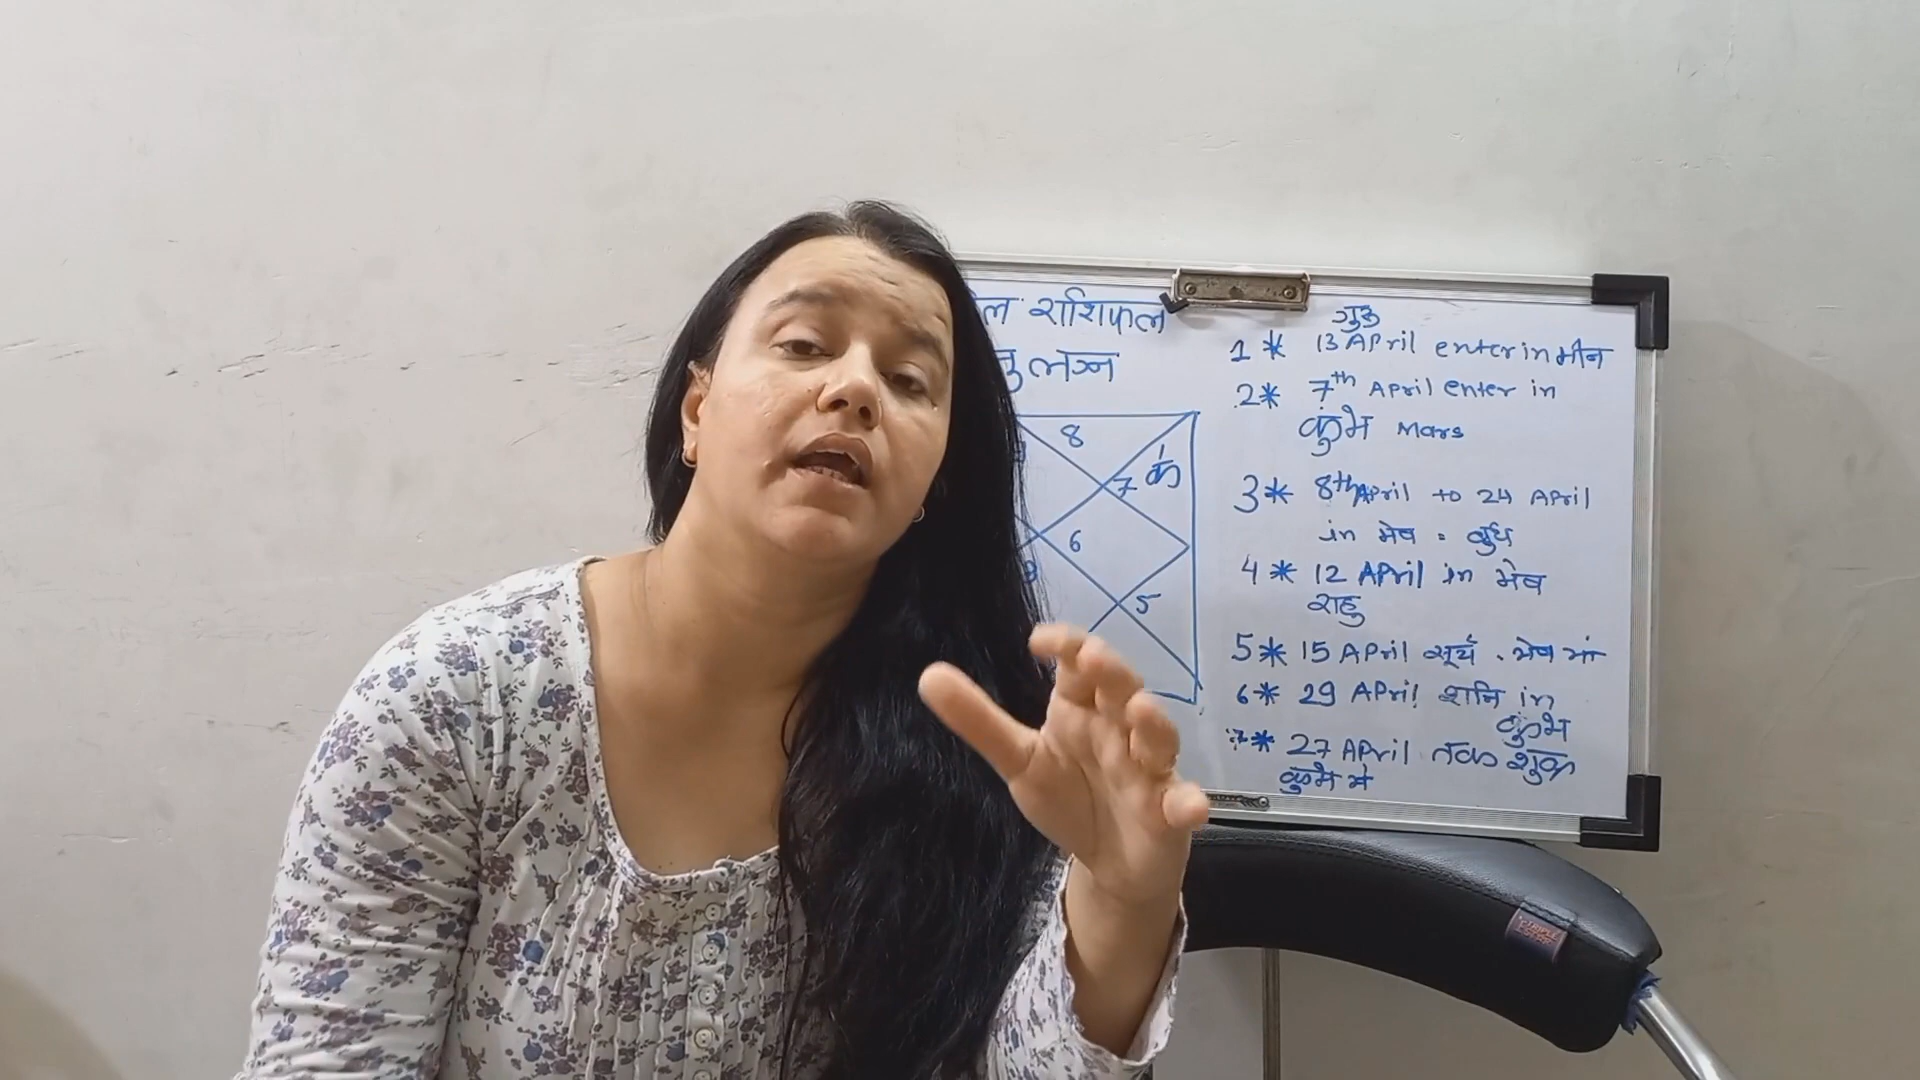 राशिफल
लग्न
8
7 के
6
5
गुरु
1* 13 April enter in मीन
2* 7th April enter in
कुंभ Mars
3* 8th April to 24 April
in मेष = बुध
4* 12 April in मेष
राहु
5* 15 April सूर्य . मेष मां
6* 29 April शनि in
कुंभ
7* 27 April तक शुक्र
कुंभ मे